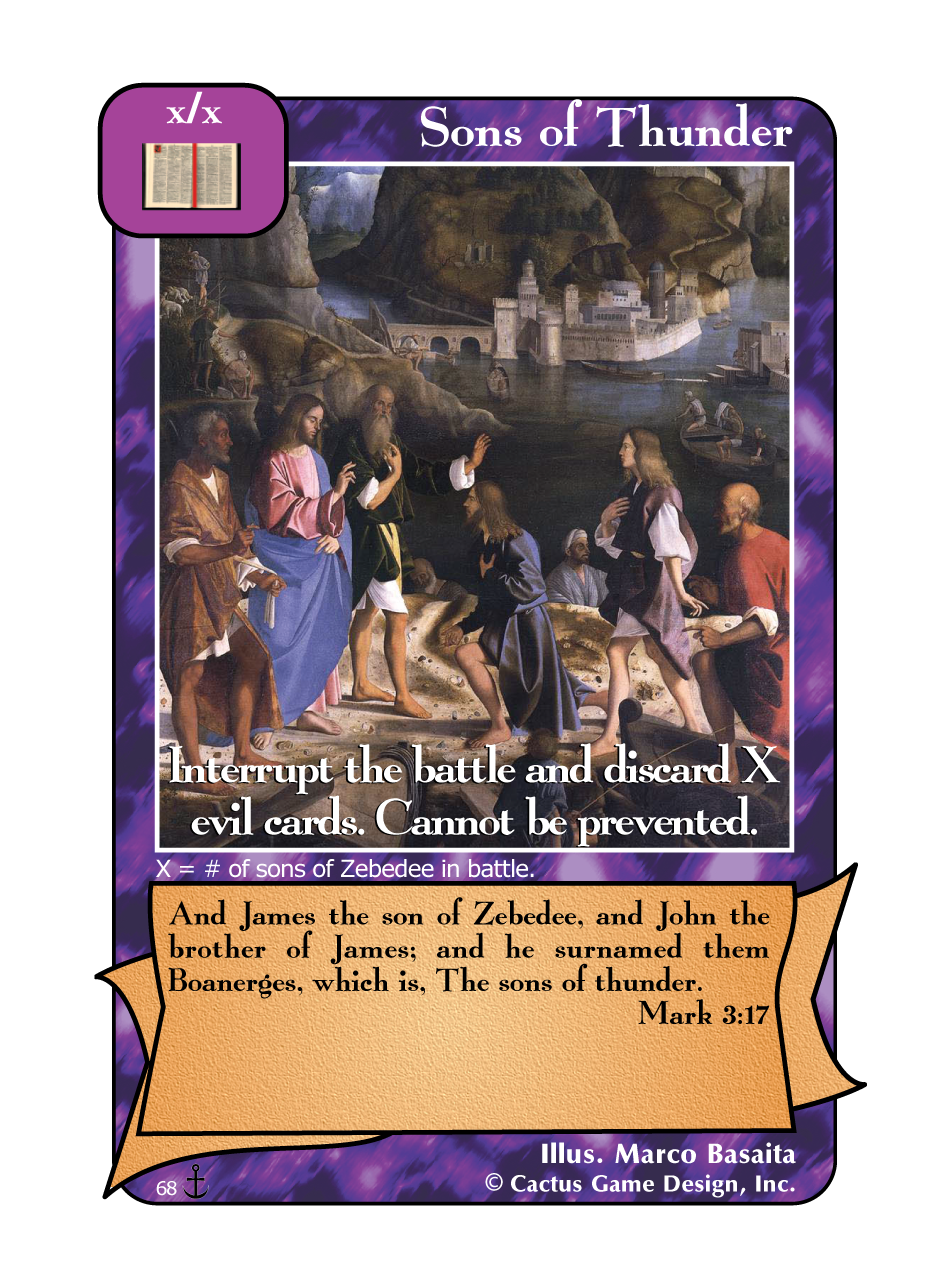 x/x
Sons of Thunder
Interrupt the battle and discard X
evil cards. Cannot be prevented.
X = # of sons of Zebedee in battle.
And James the son of Zebedee, and John the
brother of James; and he surnamed them
Boanerges, which is, The sons of thunder.
Mark 3:17
Illus. Marco Basaita
68
© Cactus Game Design, Inc.